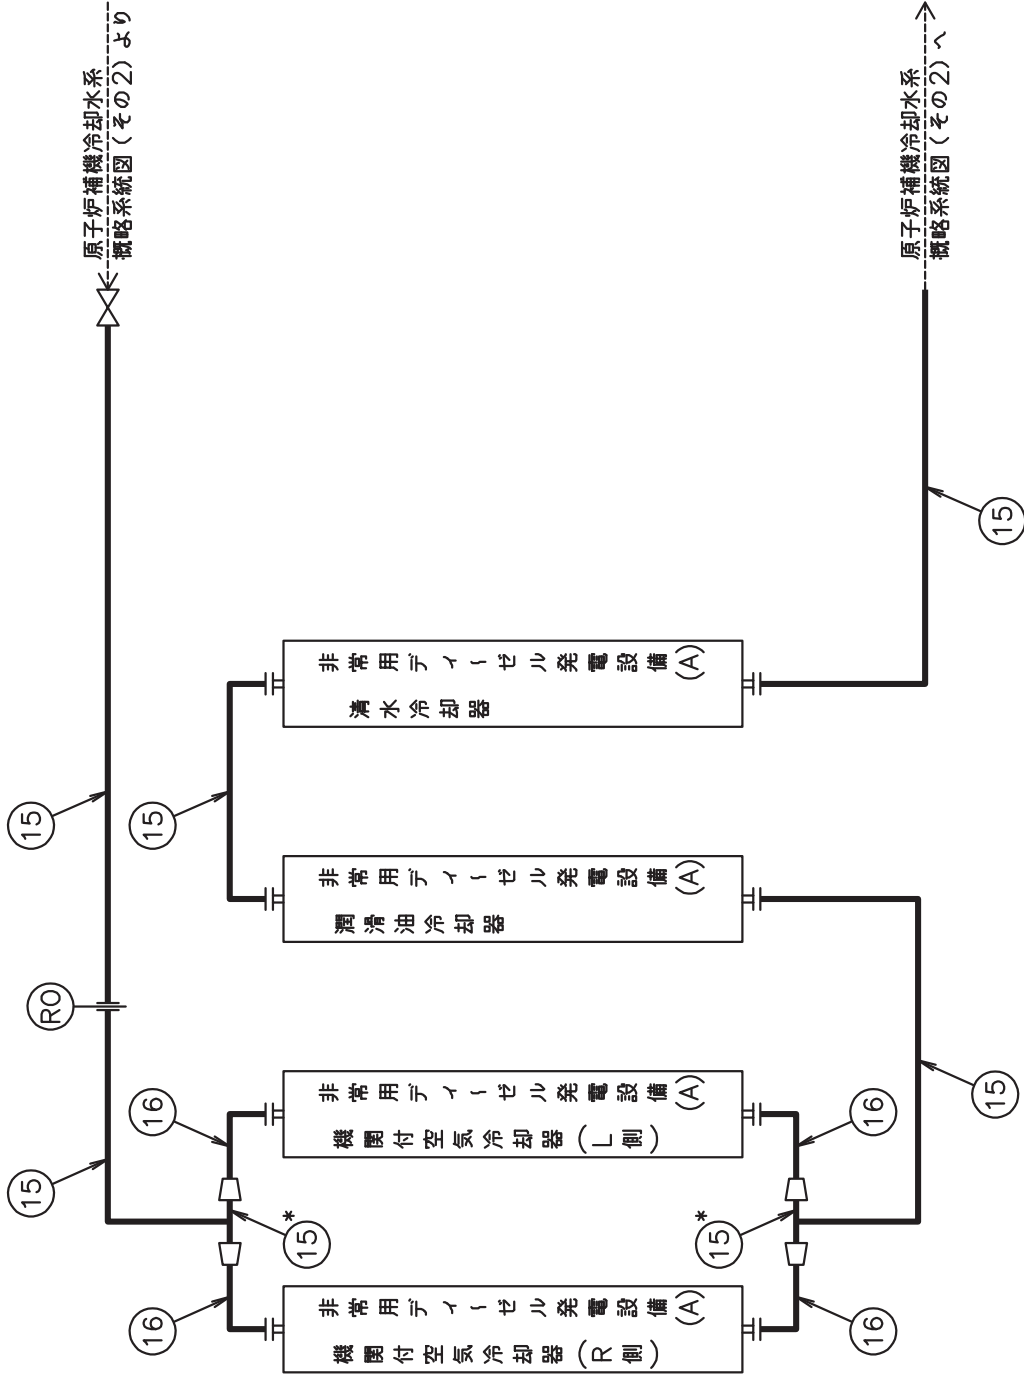 15
15
RO
原子炉補機冷却水系
概略系統図(その2)より
16
16
15
15*
非常用ディーゼル発電設備(A)
機関付空気冷却器(R側)
非常用ディーゼル発電設備(A)
機関付空気冷却器(L側)
非常用ディーゼル発電設備(A)
潤滑油冷却器
非常用ディーゼル発電設備(A)
清水冷却器
15*
16
16
原子炉補機冷却水系
概略系統図(その2)へ
15
15